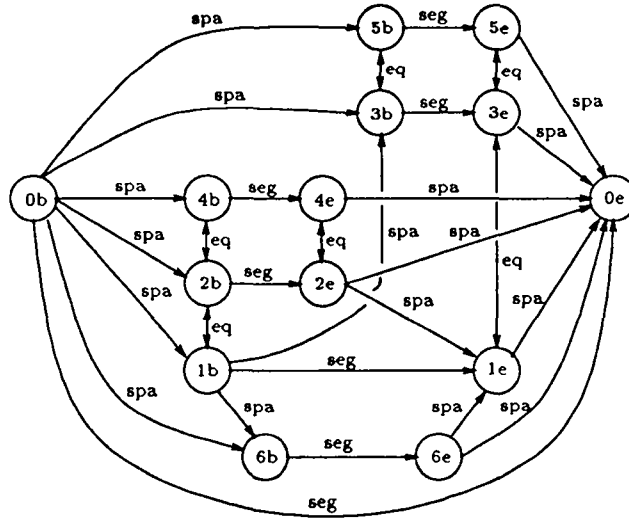 spa 5b seg 5e
eq eq
spa 3b seg 3e spa
spa
0b spa 4b seg 4e spa 0e
spa eq eq spa spa
spa 2b seg 2e eq
eq spa spa
1b seg 1e
spa spa spa spa
6b seg 6e
seg